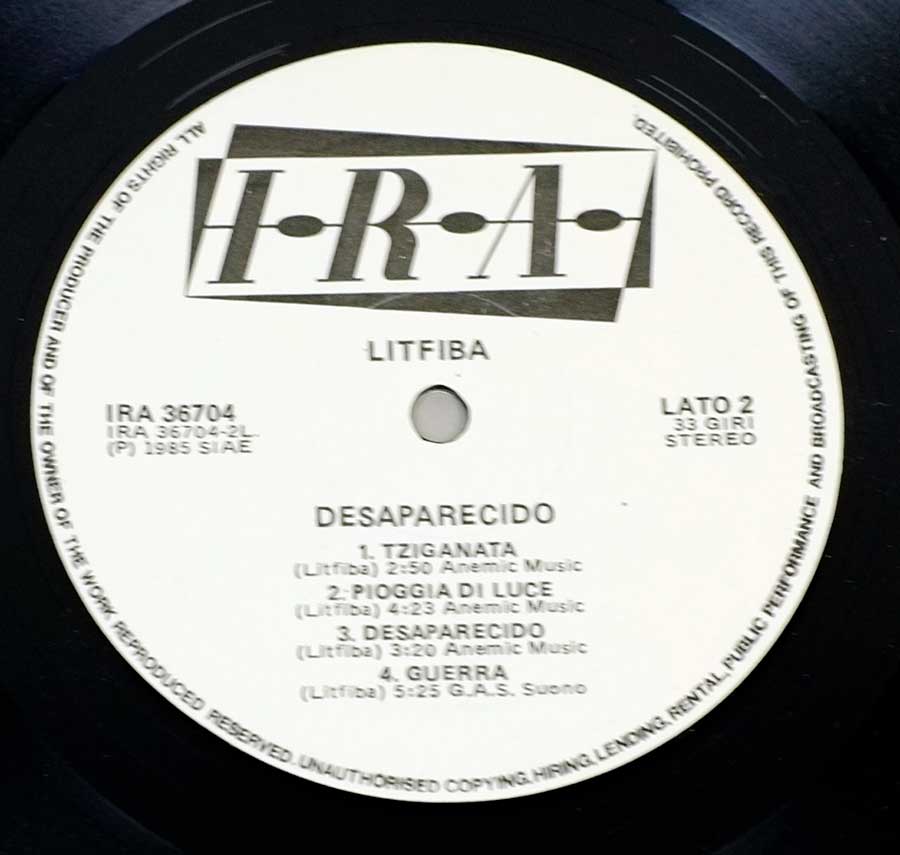 I·R·A·
LITFIBA
IRA 36704
IRA 36704-2L.
(P) 1985 SIAE
LATO 2
33 GIRI
STEREO
DESAPARECIDO
1. TZIGANATA
(Litfiba) 2:50 Anemic Music
2. PIOGGIA DI LUCE
(Litfiba) 4:23 Anemic Music
3. DESAPARECIDO
(Litfiba) 3:20 Anemic Music
4. GUERRA
(Litfiba) 5:25 G.A.S. Suono
ALL RIGHTS OF THE PRODUCER AND OF THE OWNER OF THE WORK REPRODUCED RESERVED. UNAUTHORISED COPYING, HIRING, LENDING, RENTAL, PUBLIC PERFORMANCE AND BROADCASTING OF THIS RECORD PROHIBITED.